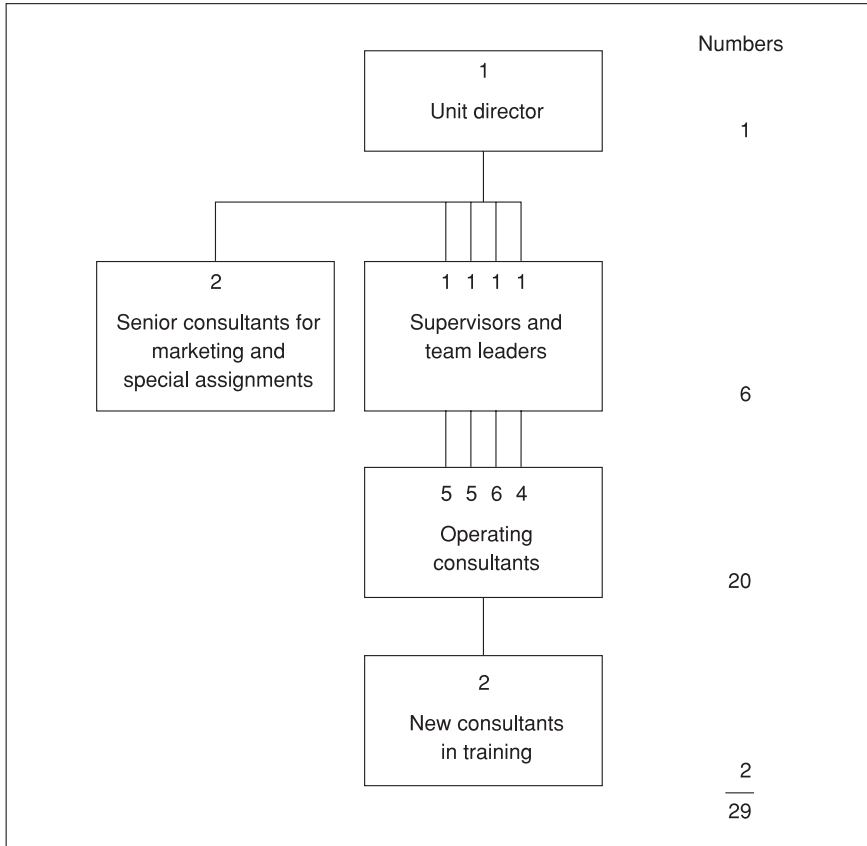 Numbers
1
Unit director
1
2
Senior consultants for
marketing and
special assignments
1 1 1 1
Supervisors and
team leaders
6
5 5 6 4
Operating
consultants
20
2
New consultants
in training
2
29